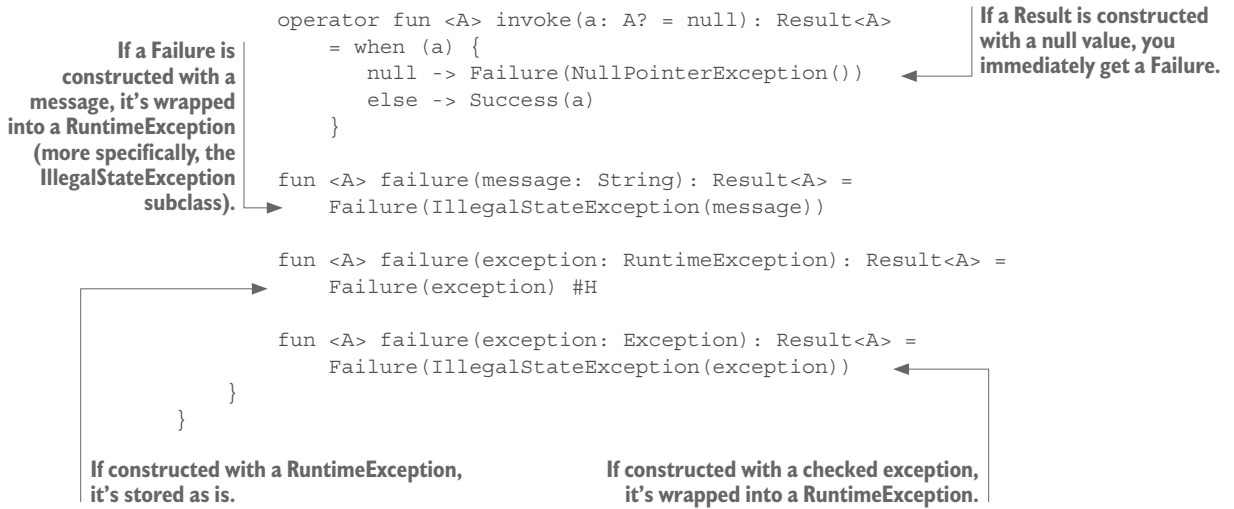 operator fun <A> invoke(a: A? = null): Result<A>
= when (a) {
null -> Failure(NullPointerException())
else -> Success(a)
}
If a Result is constructed
with a null value, you
immediately get a Failure.
If a Failure is
constructed with a
message, it's wrapped
into a RuntimeException
(more specifically, the
IllegalStateException
subclass).
fun <A> failure(message: String): Result<A> =
Failure(IllegalStateException(message))
fun <A> failure(exception: RuntimeException): Result<A> =
Failure(exception) #H
fun <A> failure(exception: Exception): Result<A> =
Failure(IllegalStateException(exception))
}
}
If constructed with a RuntimeException,
it's stored as is.
If constructed with a checked exception,
it's wrapped into a RuntimeException.